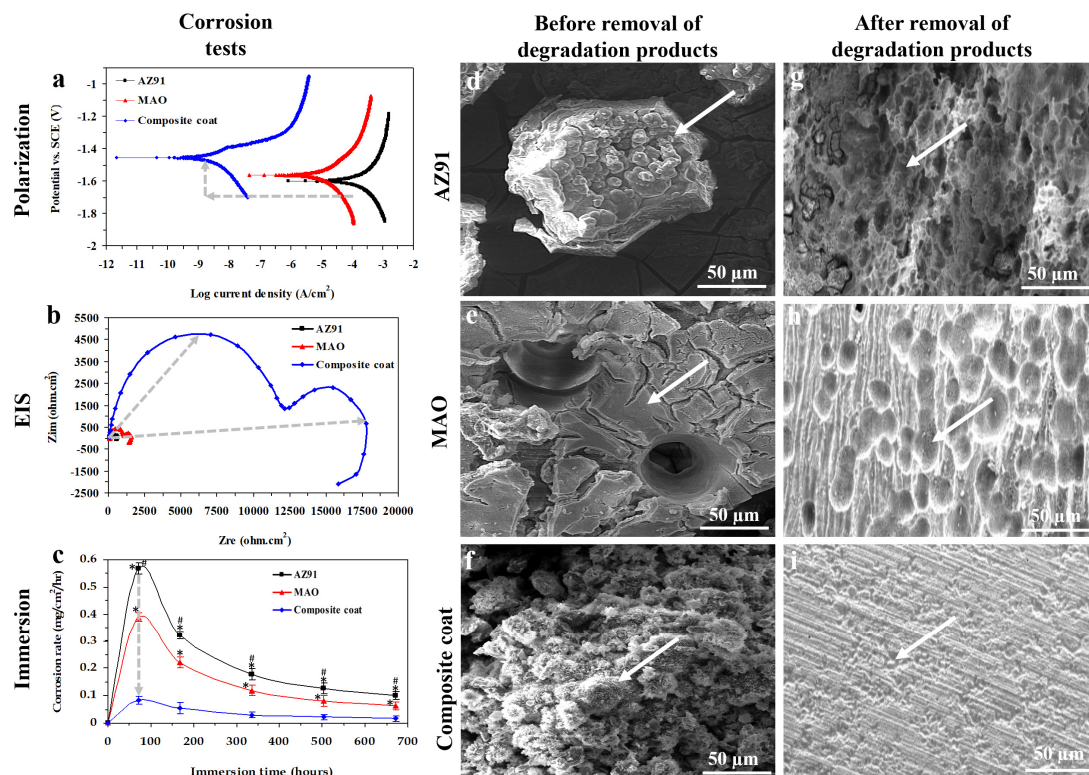 Corrosion
tests
Before removal of
degradation products
After removal of
degradation products
Polarization
a
AZ91
MAO
Composite coat
Potential vs. SCE (V)
-1
-1.2
-1.4
-1.6
-1.8
-2
-12 -11 -10 -9 -8 -7 -6 -5 -4 -3 -2 -1 0
Log current density (A/cm2)
AZ91
d
50 µm
g
50 µm
EIS
b
AZ91
MAO
Composite coat
Zim (ohm.cm)
5500
4500
3500
2500
1500
500
-500
-1500
-2500
0 2500 5000 7500 10000 12500 15000 17500 20000
Zre (ohm.cm2)
MAO
e
50 µm
h
50 µm
Immersion
c
AZ91
MAO
Composite coat
Corrosion rate (mg/cm2/hr)
0.6
0.5
0.4
0.3
0.2
0.1
0
* #
*
#
*
*
#
*
*
#
*
*
#
*
*
0 100 200 300 400 500 600 700
Immersion time (hours)
Composite coat
f
50 µm
i
50 µm